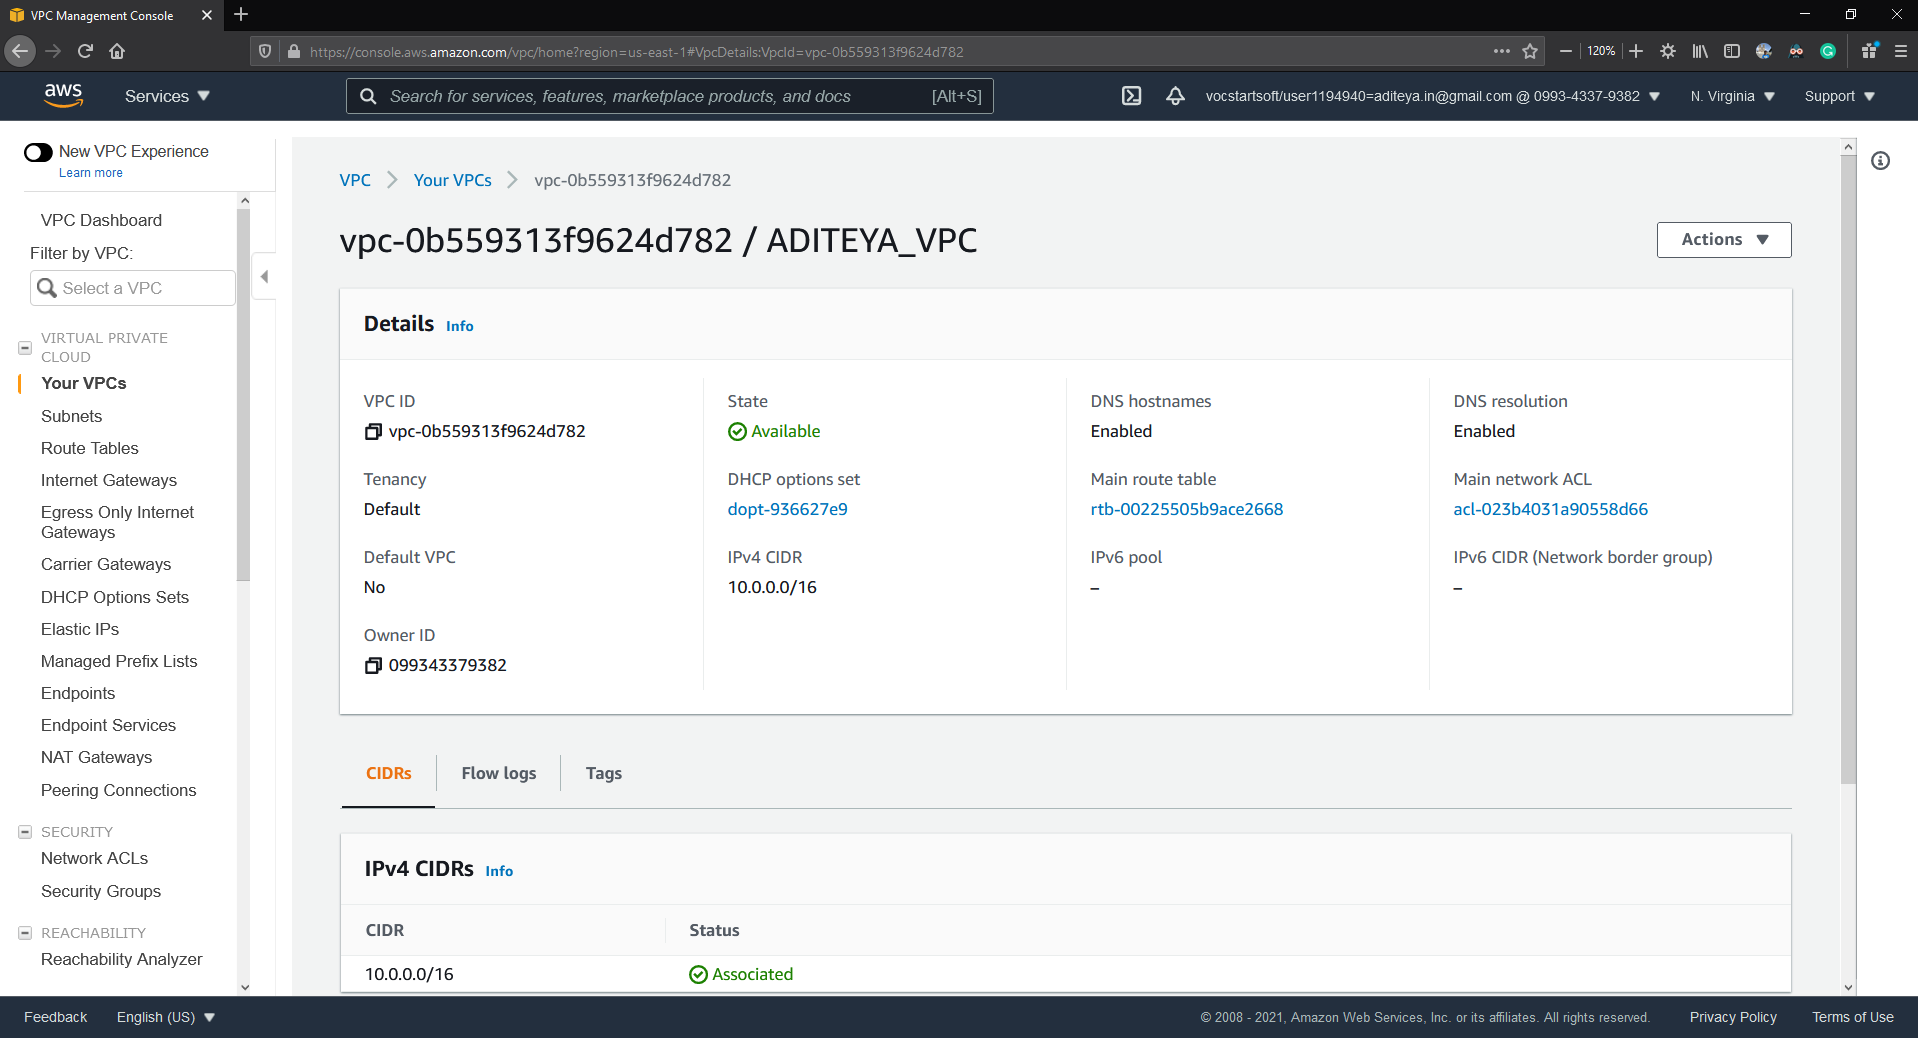 VPC Management Console
https://console.aws.amazon.com/vpc/home?region=us-east-1#VpcDetails:VpcId=vpc-0b559313f9624d782
120%
aws
Services
Search for services, features, marketplace products, and docs [Alt+S]
vocstartsoft/user1194940=aditeya.in@gmail.com @ 0993-4337-9382
N. Virginia
Support
New VPC Experience
Learn more
VPC Dashboard
Filter by VPC:
Select a VPC
VIRTUAL PRIVATE
CLOUD
Your VPCs
Subnets
Route Tables
Internet Gateways
Egress Only Internet
Gateways
Carrier Gateways
DHCP Options Sets
Elastic IPs
Managed Prefix Lists
Endpoints
Endpoint Services
NAT Gateways
Peering Connections
SECURITY
Network ACLs
Security Groups
REACHABILITY
Reachability Analyzer
VPC
Your VPCs
vpc-0b559313f9624d782
vpc-0b559313f9624d782 / ADITEYA_VPC
Actions
Details Info
VPC ID
vpc-0b559313f9624d782
State
Available
DNS hostnames
Enabled
DNS resolution
Enabled
Tenancy
Default
DHCP options set
dopt-936627e9
Main route table
rtb-00225505b9ace2668
Main network ACL
acl-023b4031a90558d66
Default VPC
No
IPv4 CIDR
10.0.0.0/16
IPv6 pool
–
IPv6 CIDR (Network border group)
–
Owner ID
099343379382
CIDRs
Flow logs
Tags
IPv4 CIDRs Info
CIDR
Status
10.0.0.0/16
Associated
Feedback
English (US)
© 2008 - 2021, Amazon Web Services, Inc. or its affiliates. All rights reserved.
Privacy Policy
Terms of Use